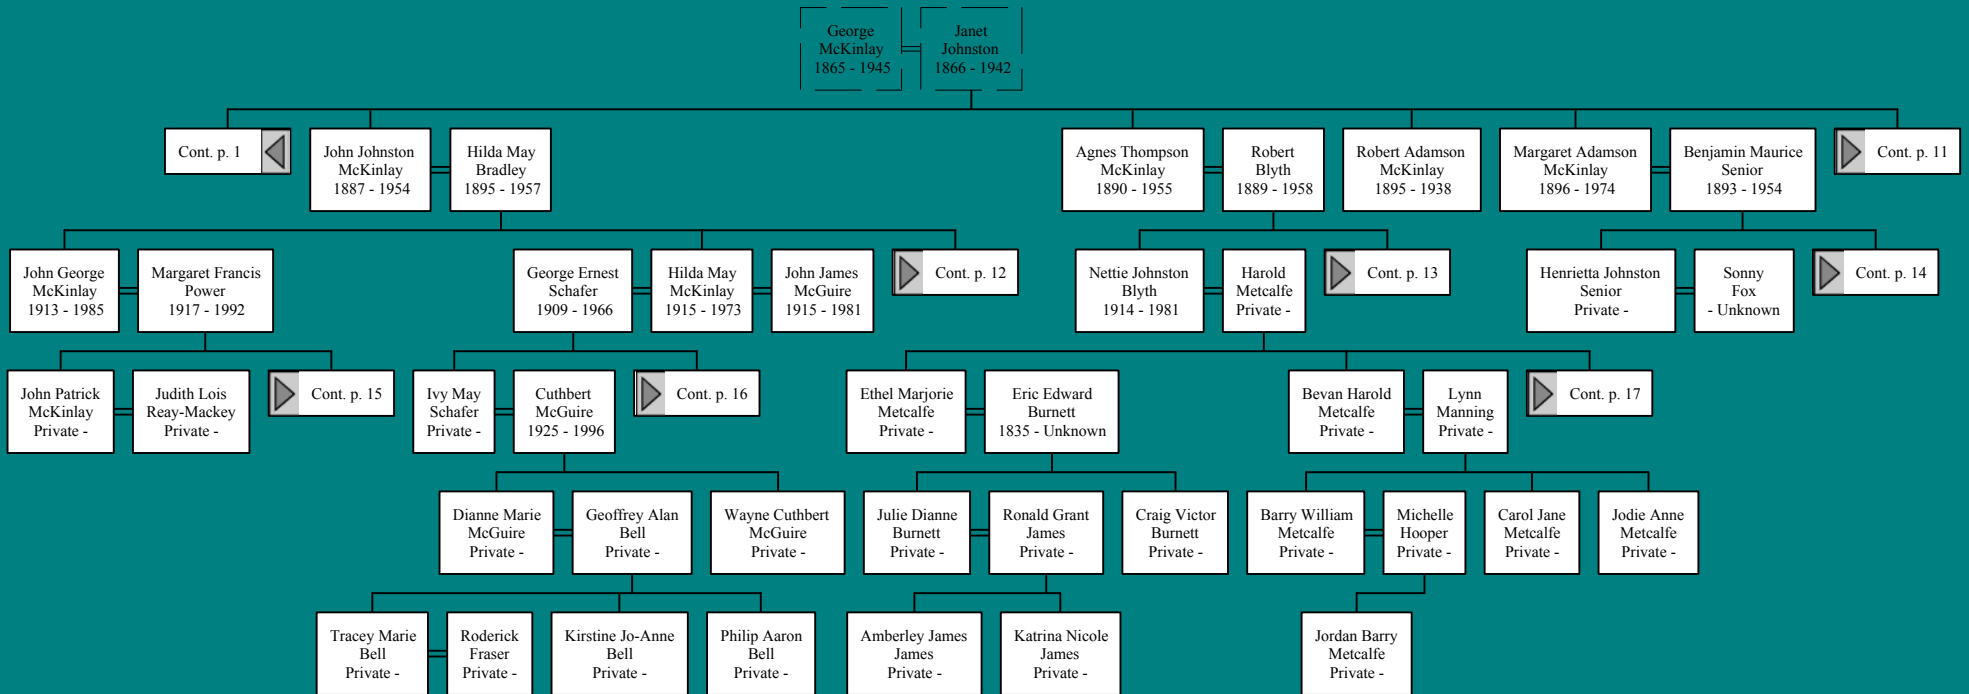 George
McKinlay
1865 - 1945
Janet
Johnston
1866 - 1942
Cont. p. 1
John Johnston
McKinlay
1887 - 1954
Hilda May
Bradley
1895 - 1957
Agnes Thompson
McKinlay
1890 - 1955
Robert
Blyth
1889 - 1958
Robert Adamson
McKinlay
1895 - 1938
Margaret Adamson
McKinlay
1896 - 1974
Benjamin Maurice
Senior
1893 - 1954
Cont. p. 11
John George
McKinlay
1913 - 1985
Margaret Francis
Power
1917 - 1992
George Ernest
Schafer
1909 - 1966
Hilda May
McKinlay
1915 - 1973
John James
McGuire
1915 - 1981
Cont. p. 12
Nettie Johnston
Blyth
1914 - 1981
Harold
Metcalfe
Private -
Cont. p. 13
Henrietta Johnston
Senior
Private -
Sonny
Fox
- Unknown
Cont. p. 14
John Patrick
McKinlay
Private -
Judith Lois
Reay-Mackey
Private -
Cont. p. 15
Ivy May
Schafer
Private -
Cuthbert
McGuire
1925 - 1996
Cont. p. 16
Ethel Marjorie
Metcalfe
Private -
Eric Edward
Burnett
1835 - Unknown
Bevan Harold
Metcalfe
Private -
Lynn
Manning
Private -
Cont. p. 17
Dianne Marie
McGuire
Private -
Geoffrey Alan
Bell
Private -
Wayne Cuthbert
McGuire
Private -
Julie Dianne
Burnett
Private -
Ronald Grant
James
Private -
Craig Victor
Burnett
Private -
Barry William
Metcalfe
Private -
Michelle
Hooper
Private -
Carol Jane
Metcalfe
Private -
Jodie Anne
Metcalfe
Private -
Tracey Marie
Bell
Private -
Roderick
Fraser
Private -
Kirstine Jo-Anne
Bell
Private -
Philip Aaron
Bell
Private -
Amberley James
James
Private -
Katrina Nicole
James
Private -
Jordan Barry
Metcalfe
Private -